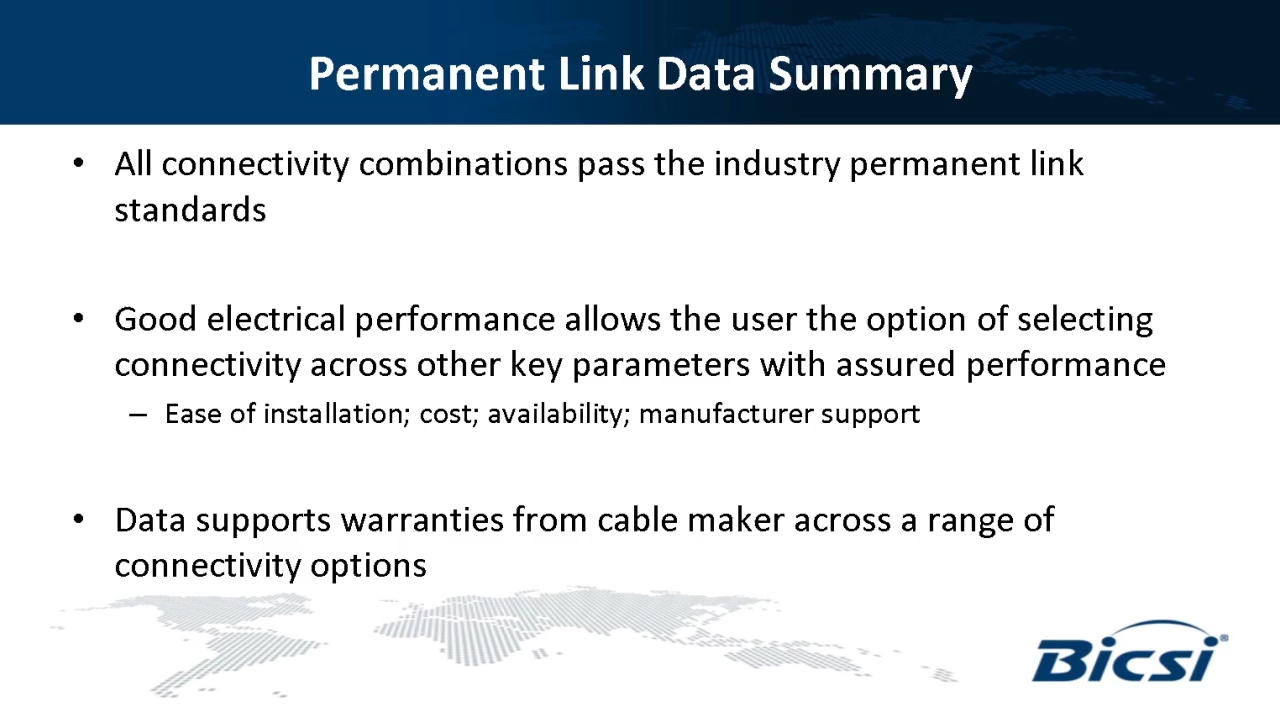 Permanent Link Data Summary
• All connectivity combinations pass the industry permanent link
standards
• Good electrical performance allows the user the option of selecting
connectivity across other key parameters with assured performance
– Ease of installation; cost; availability; manufacturer support
• Data supports warranties from cable maker across a range of
connectivity options
Bicsi®